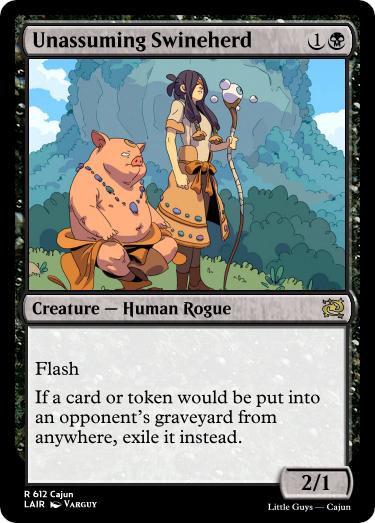 Unassuming Swineherd 1
Creature — Human Rogue
Flash
If a card or token would be put into
an opponent's graveyard from
anywhere, exile it instead.
2/1
R 612 Cajun
LAIR VARGUY
Little Guys — Cajun